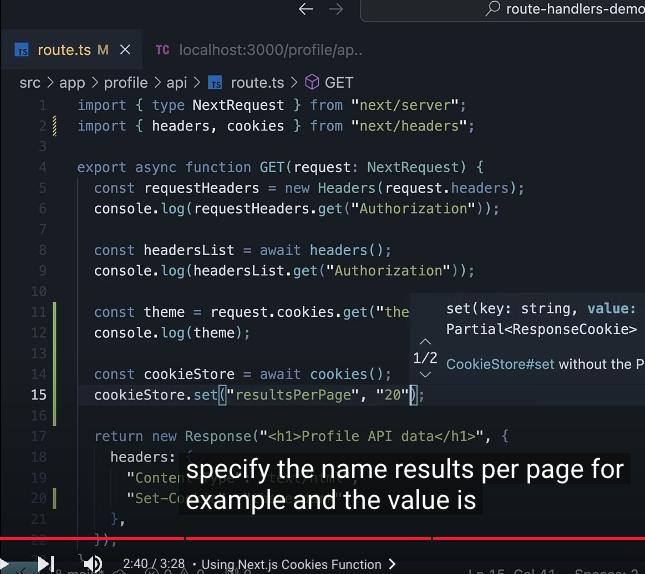 route-handlers-demo
route.ts M
localhost:3000/profile/ap..
src > app > profile > api > route.ts > GET
1 import { type NextRequest } from "next/server";
2 import { headers, cookies } from "next/headers";
3
4 export async function GET(request: NextRequest) {
5 const requestHeaders = new Headers(request.headers);
6 console.log(requestHeaders.get("Authorization"));
7
8 const headersList = await headers();
9 console.log(headersList.get("Authorization"));
10
11 const theme = request.cookies.get("the
12 console.log(theme);
13
14 const cookieStore = await cookies();
15 cookieStore.set("resultsPerPage", "20");
16
17 return new Response("<h1>Profile API data</h1>", {
18 headers: {
19
20
21 },
22 });
set(key: string, value:
Partial<ResponseCookie>
1/2
CookieStore#set without the P
specify the name results per page for
example and the value is
2:40 / 3:28 • Using Next.js Cookies Function >
Ln 15, Col 41 Spaces: 2